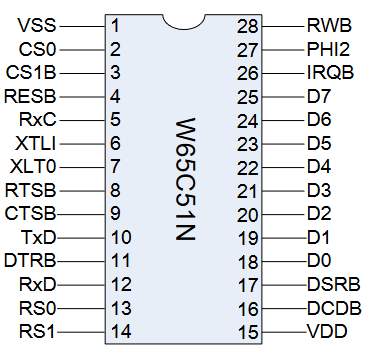 VSS 1 28 RWB
CS0 2 27 PHI2
CS1B 3 26 IRQB
RESB 4 25 D7
RxC 5 24 D6
XTLI 6 23 D5
XLT0 7 22 D4
RTSB 8 21 D3
CTSB 9 20 D2
TxD 10 19 D1
DTRB 11 18 D0
RxD 12 17 DSRB
RS0 13 16 DCDB
RS1 14 15 VDD
W65C51N